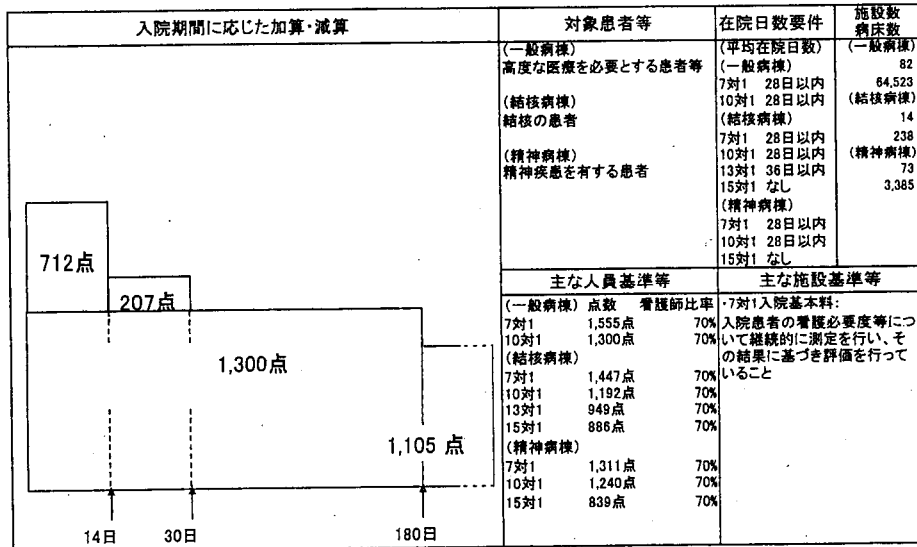 入院期間に応じた加算・減算
712点
207点
1,300点
1,105 点
14日
30日
180日
対象患者等
(一般病棟)
高度な医療を必要とする患者等
(結核病棟)
結核の患者
(精神病棟)
精神疾患を有する患者
在院日数要件
(平均在院日数)
(一般病棟)
7対1 28日以内
10対1 28日以内
(結核病棟)
7対1 28日以内
10対1 28日以内
13対1 36日以内
15対1 なし
(精神病棟)
7対1 28日以内
10対1 28日以内
15対1 なし
施設数
病床数
(一般病棟)
82
64,523
(結核病棟)
14
238
(精神病棟)
73
3,385
主な人員基準等
(一般病棟) 点数 看護師比率
7対1 1,555点 70%
10対1 1,300点 70%
(結核病棟)
7対1 1,447点 70%
10対1 1,192点 70%
13対1 949点 70%
15対1 886点 70%
(精神病棟)
7対1 1,311点 70%
10対1 1,240点 70%
15対1 839点 70%
主な施設基準等
・7対1入院基本料:
入院患者の看護必要度等につ
いて継続的に測定を行い、そ
の結果に基づき評価を行って
いること